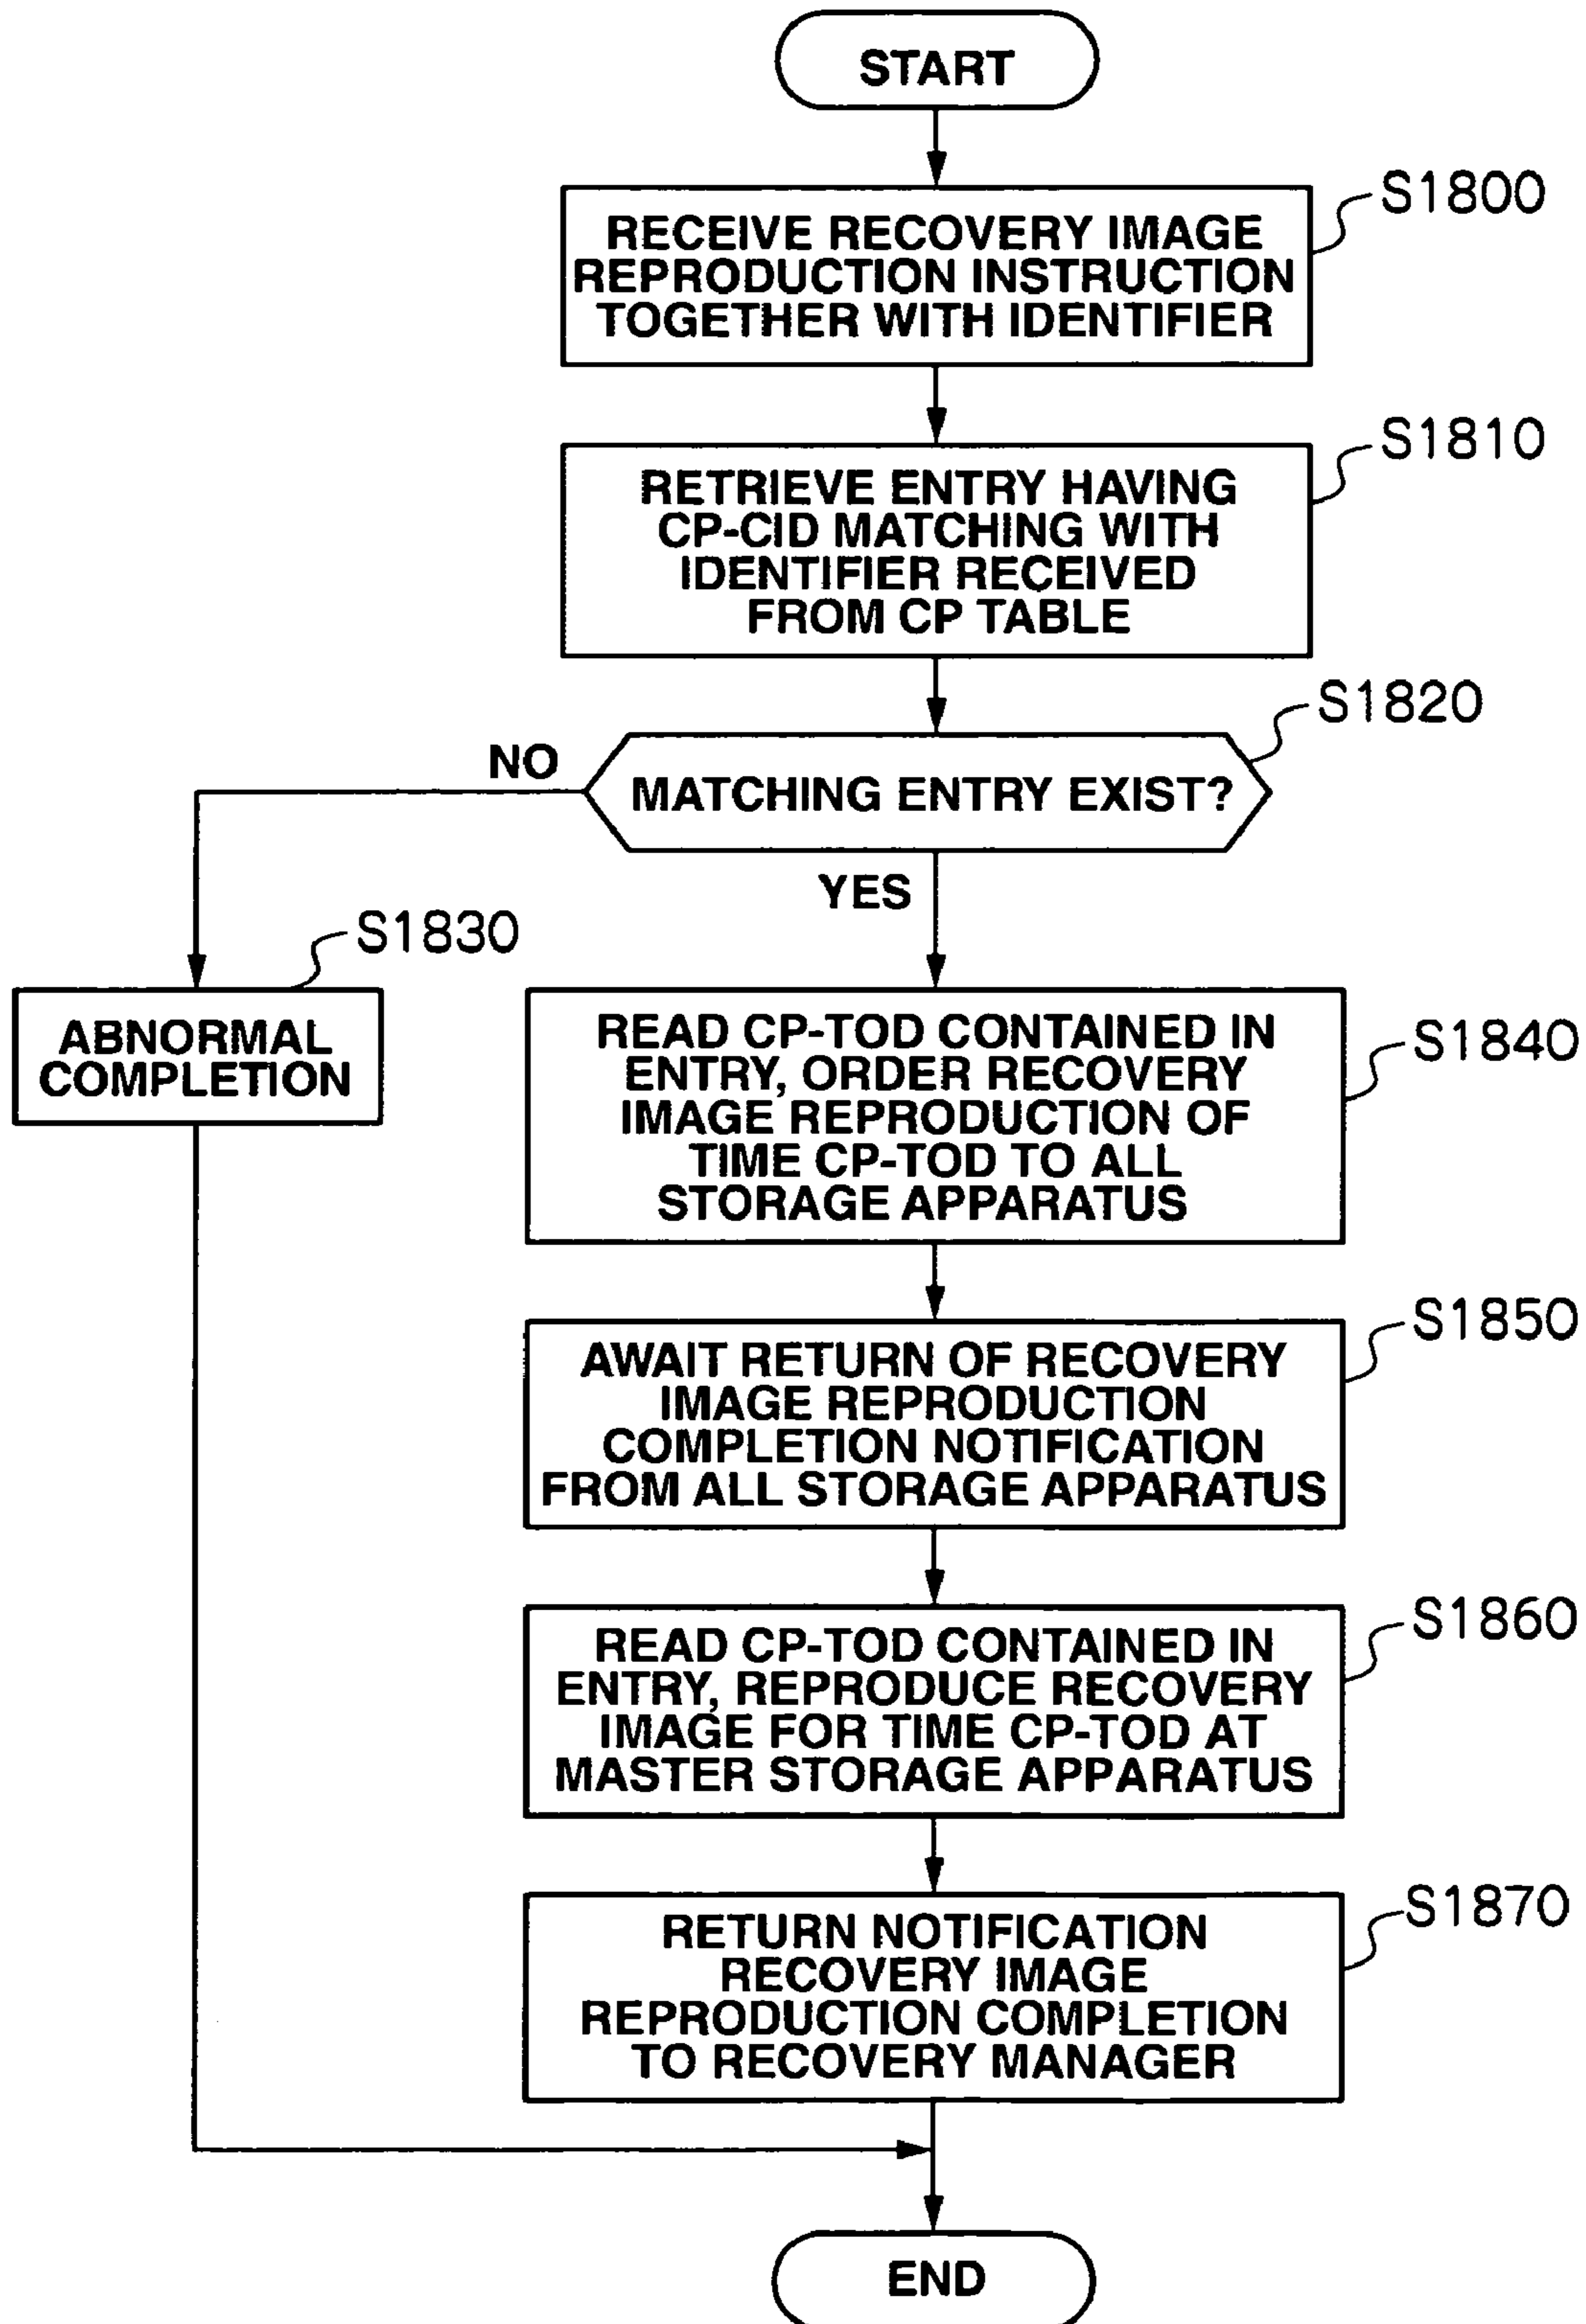 START
S1800
RECEIVE RECOVERY IMAGE
REPRODUCTION INSTRUCTION
TOGETHER WITH IDENTIFIER
S1810
RETRIEVE ENTRY HAVING
CP-CID MATCHING WITH
IDENTIFIER RECEIVED
FROM CP TABLE
S1820
NO
MATCHING ENTRY EXIST?
YES
S1830
ABNORMAL
COMPLETION
S1840
READ CP-TOD CONTAINED IN
ENTRY, ORDER RECOVERY
IMAGE REPRODUCTION OF
TIME CP-TOD TO ALL
STORAGE APPARATUS
S1850
AWAIT RETURN OF RECOVERY
IMAGE REPRODUCTION
COMPLETION NOTIFICATION
FROM ALL STORAGE APPARATUS
S1860
READ CP-TOD CONTAINED IN
ENTRY, REPRODUCE RECOVERY
IMAGE FOR TIME CP-TOD AT
MASTER STORAGE APPARATUS
S1870
RETURN NOTIFICATION
RECOVERY IMAGE
REPRODUCTION COMPLETION
TO RECOVERY MANAGER
END